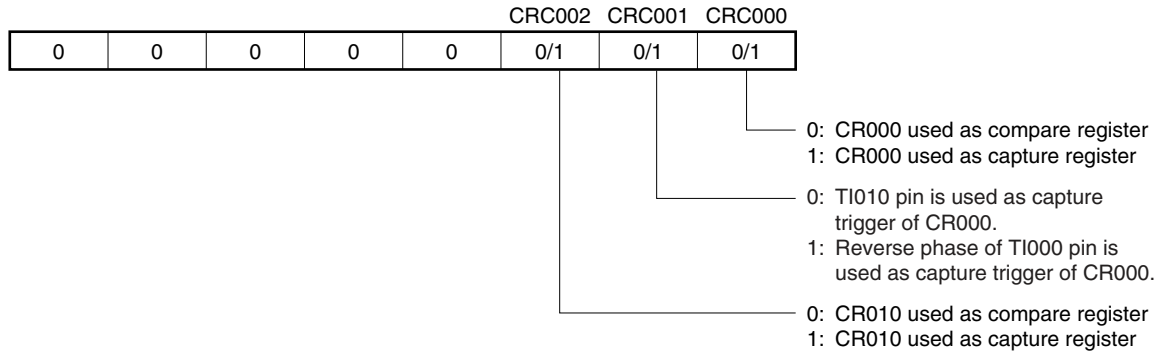 CRC002 CRC001 CRC000
0 0 0 0 0 0/1 0/1 0/1
0: CR000 used as compare register
1: CR000 used as capture register
0: TI010 pin is used as capture
trigger of CR000.
1: Reverse phase of TI000 pin is
used as capture trigger of CR000.
0: CR010 used as compare register
1: CR010 used as capture register